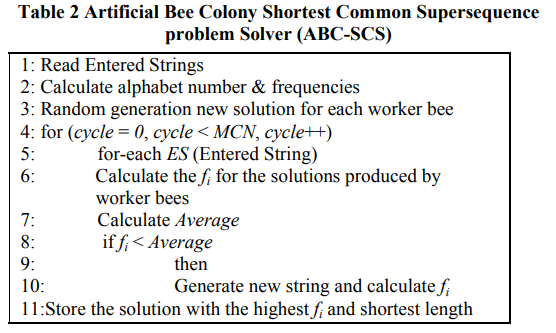 Table 2 Artificial Bee Colony Shortest Common Supersequence
problem Solver (ABC-SCS)
1: Read Entered Strings
2: Calculate alphabet number & frequencies
3: Random generation new solution for each worker bee
4: for (cycle = 0, cycle < MCN, cycle++)
5: for-each ES (Entered String)
6: Calculate the fi for the solutions produced by
worker bees
7: Calculate Average
8: if fi < Average
9: then
10: Generate new string and calculate fi
11:Store the solution with the highest fi and shortest length